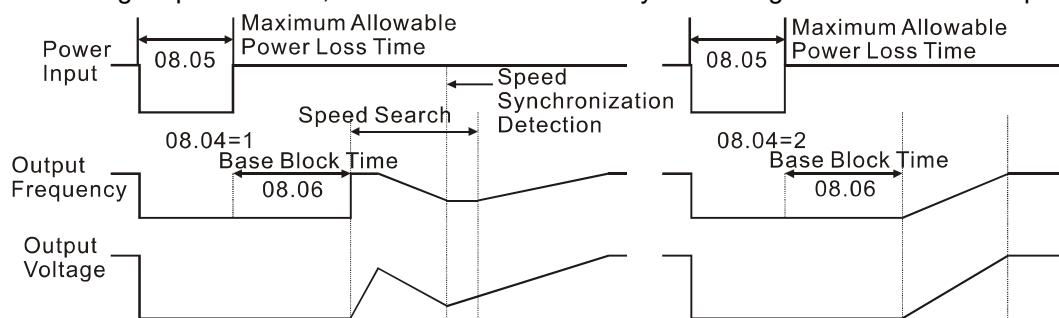 Maximum Allowable
Power Loss Time
Power
Input
08.05
Speed
Synchronization
Detection
Speed Search
08.04=1
Base Block Time
08.06
Output
Frequency
Output
Voltage
Maximum Allowable
Power Loss Time
08.05
08.04=2
Base Block Time
08.06